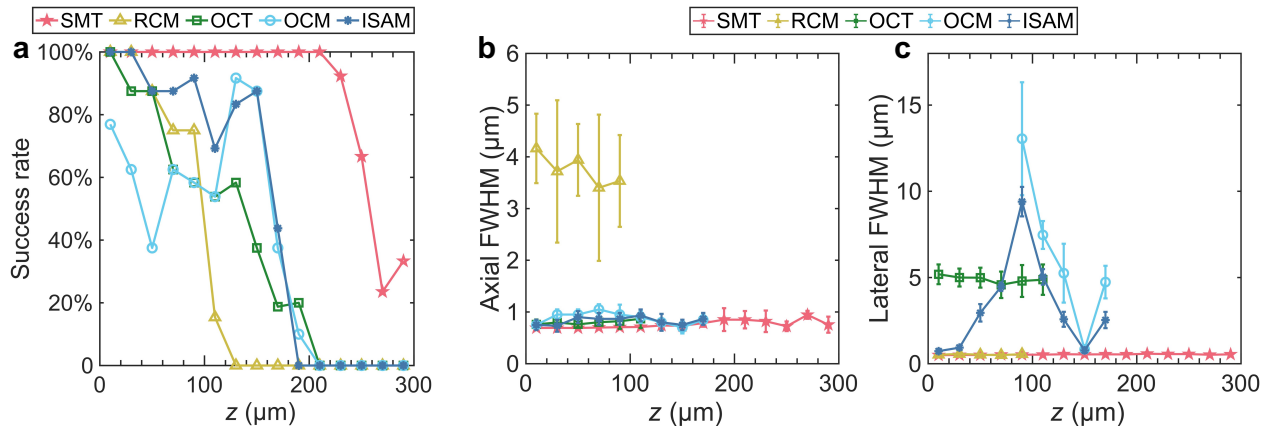 SMT RCM OCT OCM ISAM
SMT RCM OCT OCM ISAM
a
100%
80%
60%
40%
20%
0
Success rate
0 100 200 300
z (μm)
b
6
5
4
3
2
1
0
Axial FWHM (μm)
0 100 200 300
z (μm)
c
15
10
5
0
Lateral FWHM (μm)
0 100 200 300
z (μm)